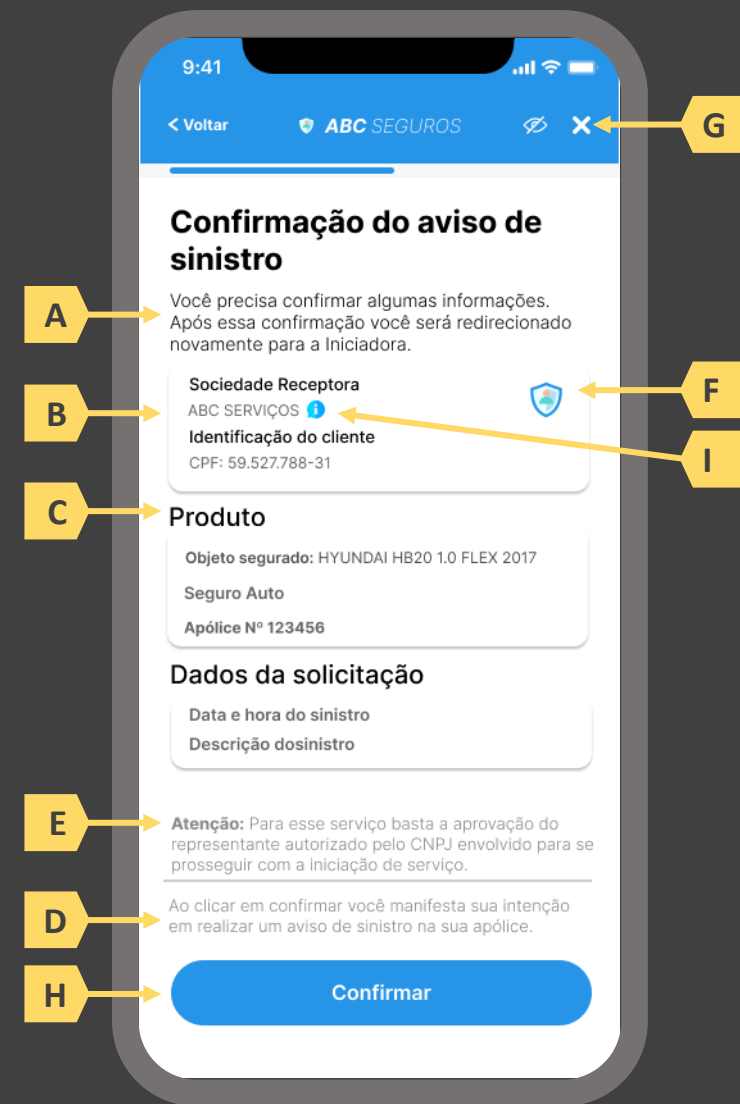 9:41
< Voltar
ABC SEGUROS
G
Confirmação do aviso de
sinistro
A
Você precisa confirmar algumas informações.
Após essa confirmação você será redirecionado
novamente para a Iniciadora.
Sociedade Receptora
F
B
ABC SERVIÇOS i
Identificação do cliente
I
CPF: 59.527.788-31
C
Produto
Objeto segurado: HYUNDAI HB20 1.0 FLEX 2017
Seguro Auto
Apólice Nº 123456
Dados da solicitação
Data e hora do sinistro
Descrição dosinistro
E
Atenção: Para esse serviço basta a aprovação do
representante autorizado pelo CNPJ envolvido para se
prosseguir com a iniciação de serviço.
D
Ao clicar em confirmar você manifesta sua intenção
em realizar um aviso de sinistro na sua apólice.
H
Confirmar